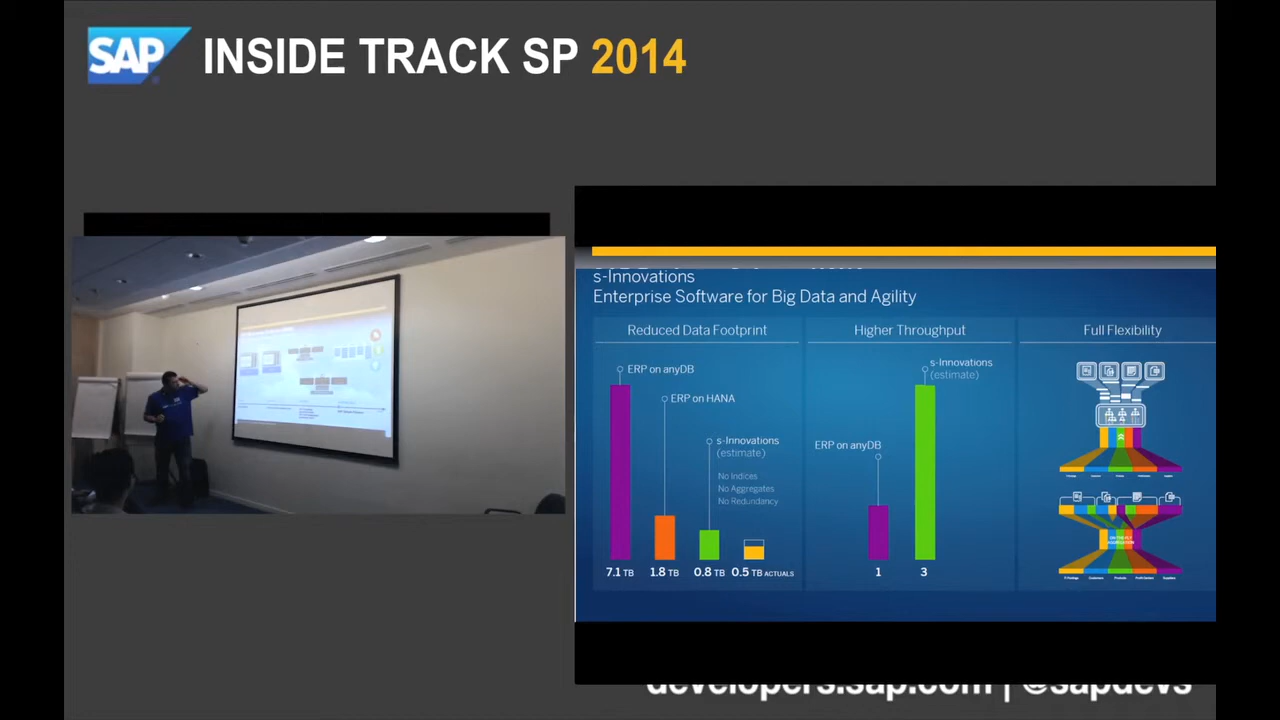 SAP INSIDE TRACK SP 2014
s-Innovations
Enterprise Software for Big Data and Agility
Reduced Data Footprint
ERP on anyDB
ERP on HANA
s-Innovations
(estimate)
No Indices
No Aggregates
No Redundancy
7.1 TB 1.8 TB 0.8 TB 0.5 TB ACTUALS
Higher Throughput
s-Innovations
(estimate)
ERP on anyDB
1 3
Full Flexibility
developers.sap.com | @sapdevs